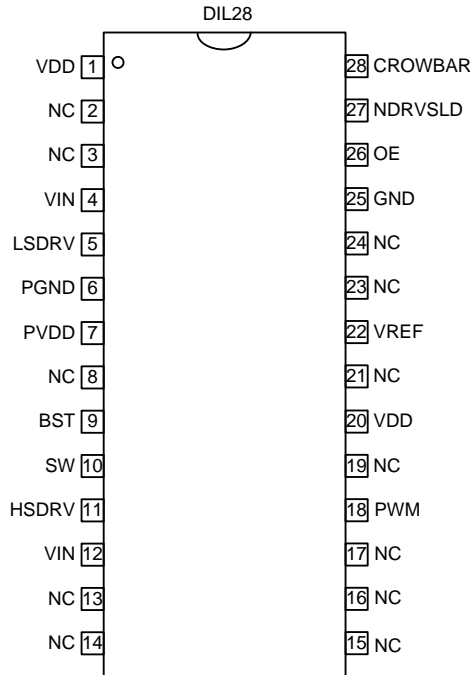 DIL28
VDD 1
NC 2
NC 3
VIN 4
LSDRV 5
PGND 6
PVDD 7
NC 8
BST 9
SW 10
HSDRV 11
VIN 12
NC 13
NC 14
28 CROWBAR
27 NDRVSLD
26 OE
25 GND
24 NC
23 NC
22 VREF
21 NC
20 VDD
19 NC
18 PWM
17 NC
16 NC
15 NC